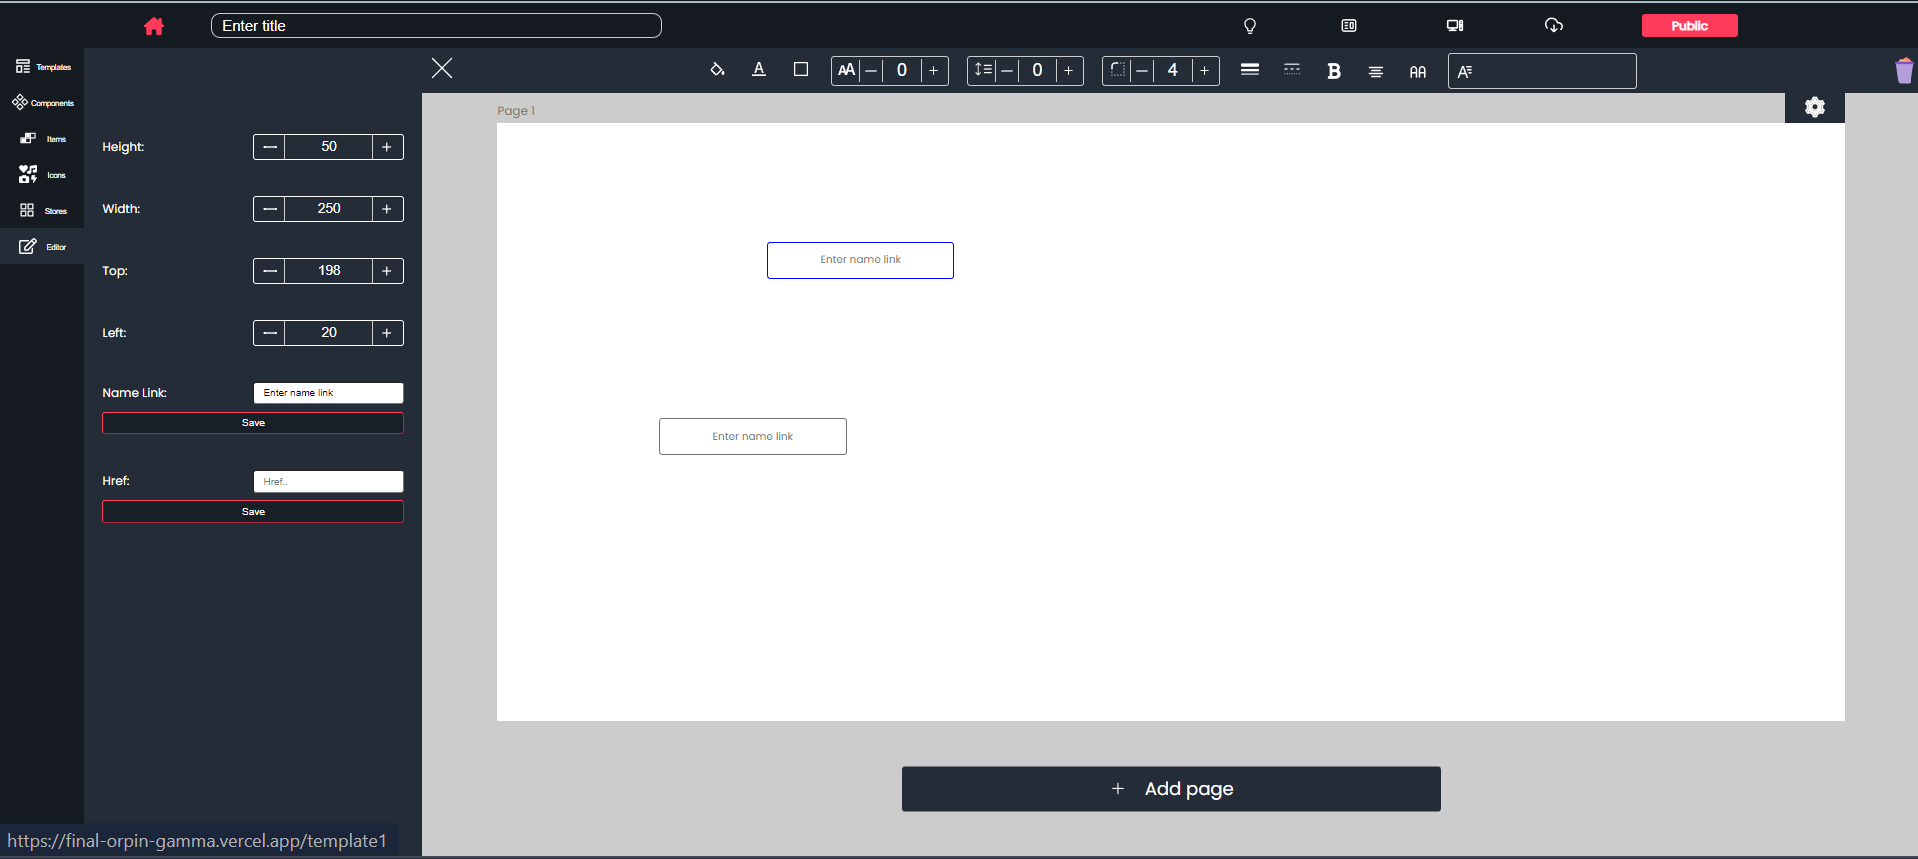 Enter title
Public
Templates
Components
Items
Icons
Stores
Editor
AA 0
0
4
B
AA
A
Height: 50
Width: 250
Top: 198
Left: 20
Name Link: Enter name link
Save
Href: Href..
Save
Page 1
Enter name link
Enter name link
+ Add page
https://final-orpin-gamma.vercel.app/template1